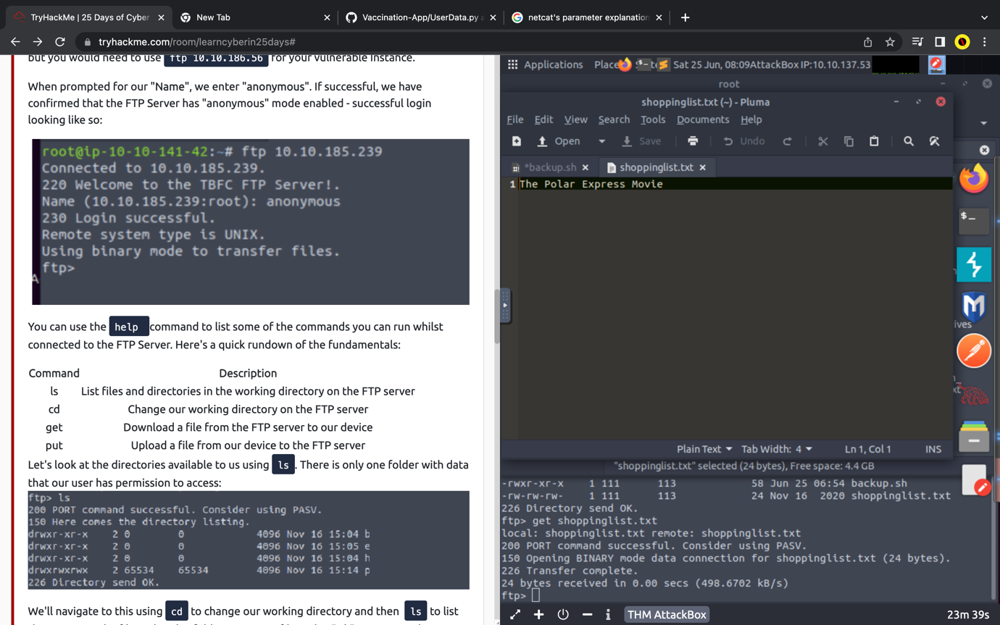 TryHackMe | 25 Days of Cyber
New Tab
Vaccination-App/UserData.py a
netcat's parameter explanation
tryhackme.com/room/learncyberin25days#
but you would need to use ftp 10.10.186.56 for your vulnerable instance.
When prompted for our "Name", we enter "anonymous". If successful, we have
confirmed that the FTP Server has "anonymous" mode enabled - successful login
looking like so:
root@ip-10-10-141-42:~# ftp 10.10.185.239
Connected to 10.10.185.239.
220 Welcome to the TBFC FTP Server!.
Name (10.10.185.239:root): anonymous
230 Login successful.
Remote system type is UNIX.
Using binary mode to transfer files.
ftp>
A
You can use the help command to list some of the commands you can run whilst
connected to the FTP Server. Here's a quick rundown of the fundamentals:
Command Description
ls List files and directories in the working directory on the FTP server
cd Change our working directory on the FTP server
get Download a file from the FTP server to our device
put Upload a file from our device to the FTP server
Let's look at the directories available to us using ls . There is only one folder with data
that our user has permission to access:
ftp> ls
200 PORT command successful. Consider using PASV.
150 Here comes the directory listing.
drwxr-xr-x 2 0 0 4096 Nov 16 15:04 b
drwxr-xr-x 2 0 0 4096 Nov 16 15:05 e
drwxr-xr-x 2 0 0 4096 Nov 16 15:04 h
drwxrwxrwx 2 65534 65534 4096 Nov 16 15:14 p
226 Directory send OK.
We'll navigate to this using cd to change our working directory and then ls to list
Applications Place Sat 25 Jun, 08:09 AttackBox IP:10.10.137.53
root
shoppinglist.txt (~) - Pluma
File Edit View Search Tools Documents Help
Open Save Undo
*backup.sh shoppinglist.txt
1 The Polar Express Movie
Plain Text Tab Width: 4 Ln 1, Col 1 INS
"shoppinglist.txt" selected (24 bytes), Free space: 4.4 GB
-rwxr-xr-x 1 111 113 58 Jun 25 06:54 backup.sh
-rw-rw-rw- 1 111 113 24 Nov 16 2020 shoppinglist.txt
226 Directory send OK.
ftp> get shoppinglist.txt
local: shoppinglist.txt remote: shoppinglist.txt
200 PORT command successful. Consider using PASV.
150 Opening BINARY mode data connection for shoppinglist.txt (24 bytes).
226 Transfer complete.
24 bytes received in 0.00 secs (498.6702 kB/s)
ftp>
THM AttackBox
23m 39s